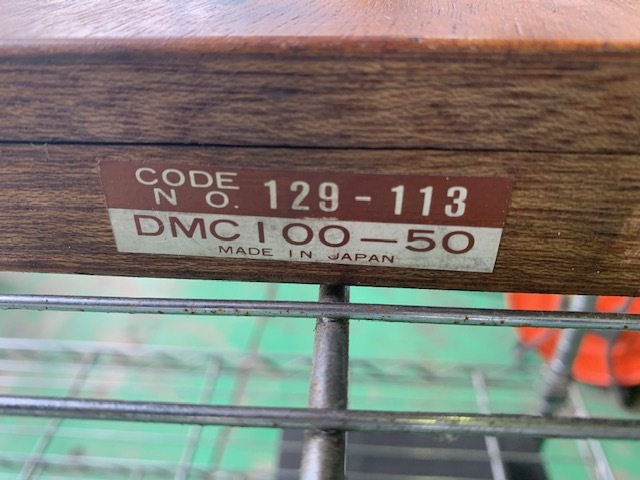 CODE
NO. 129-113
DMC100-50
MADE IN JAPAN